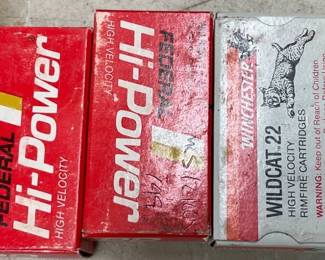 FEDERAL
Hi-Power
HIGH VELOCITY
FEDERAL
Hi-Power
HIGH VELOCITY
WINCHESTER
WILDCAT 22
HIGH VELOCITY
RIMFIRE CARTRIDGES
WARNING: Keep out of Reach of Children